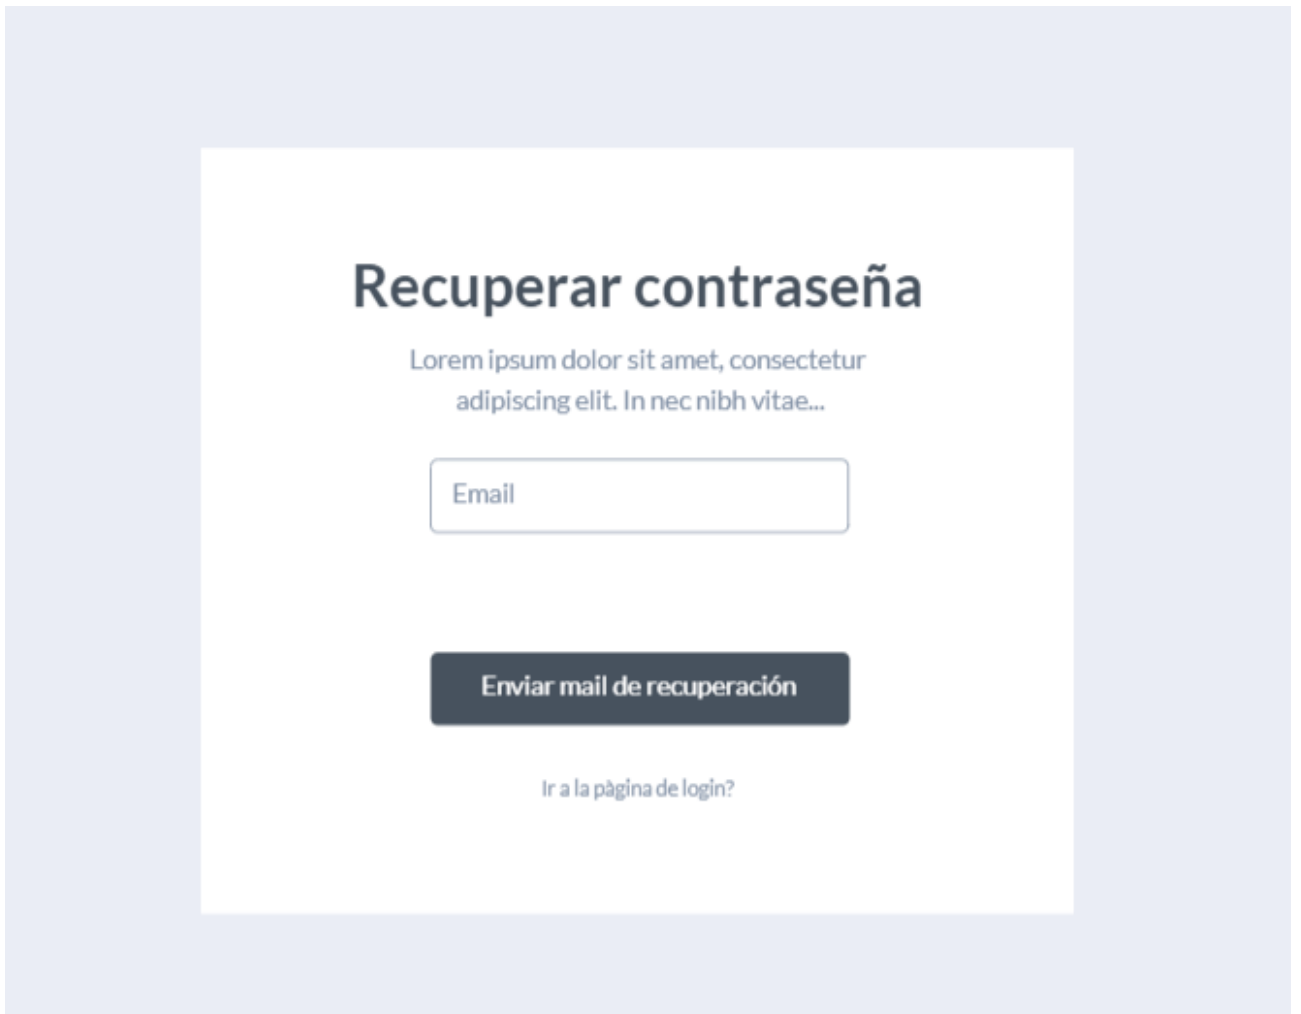 Recuperar contraseña
Lorem ipsum dolor sit amet, consectetur
adipiscing elit. In nec nibh vitae...
Email
Enviar mail de recuperación
Ir a la pàgina de login?